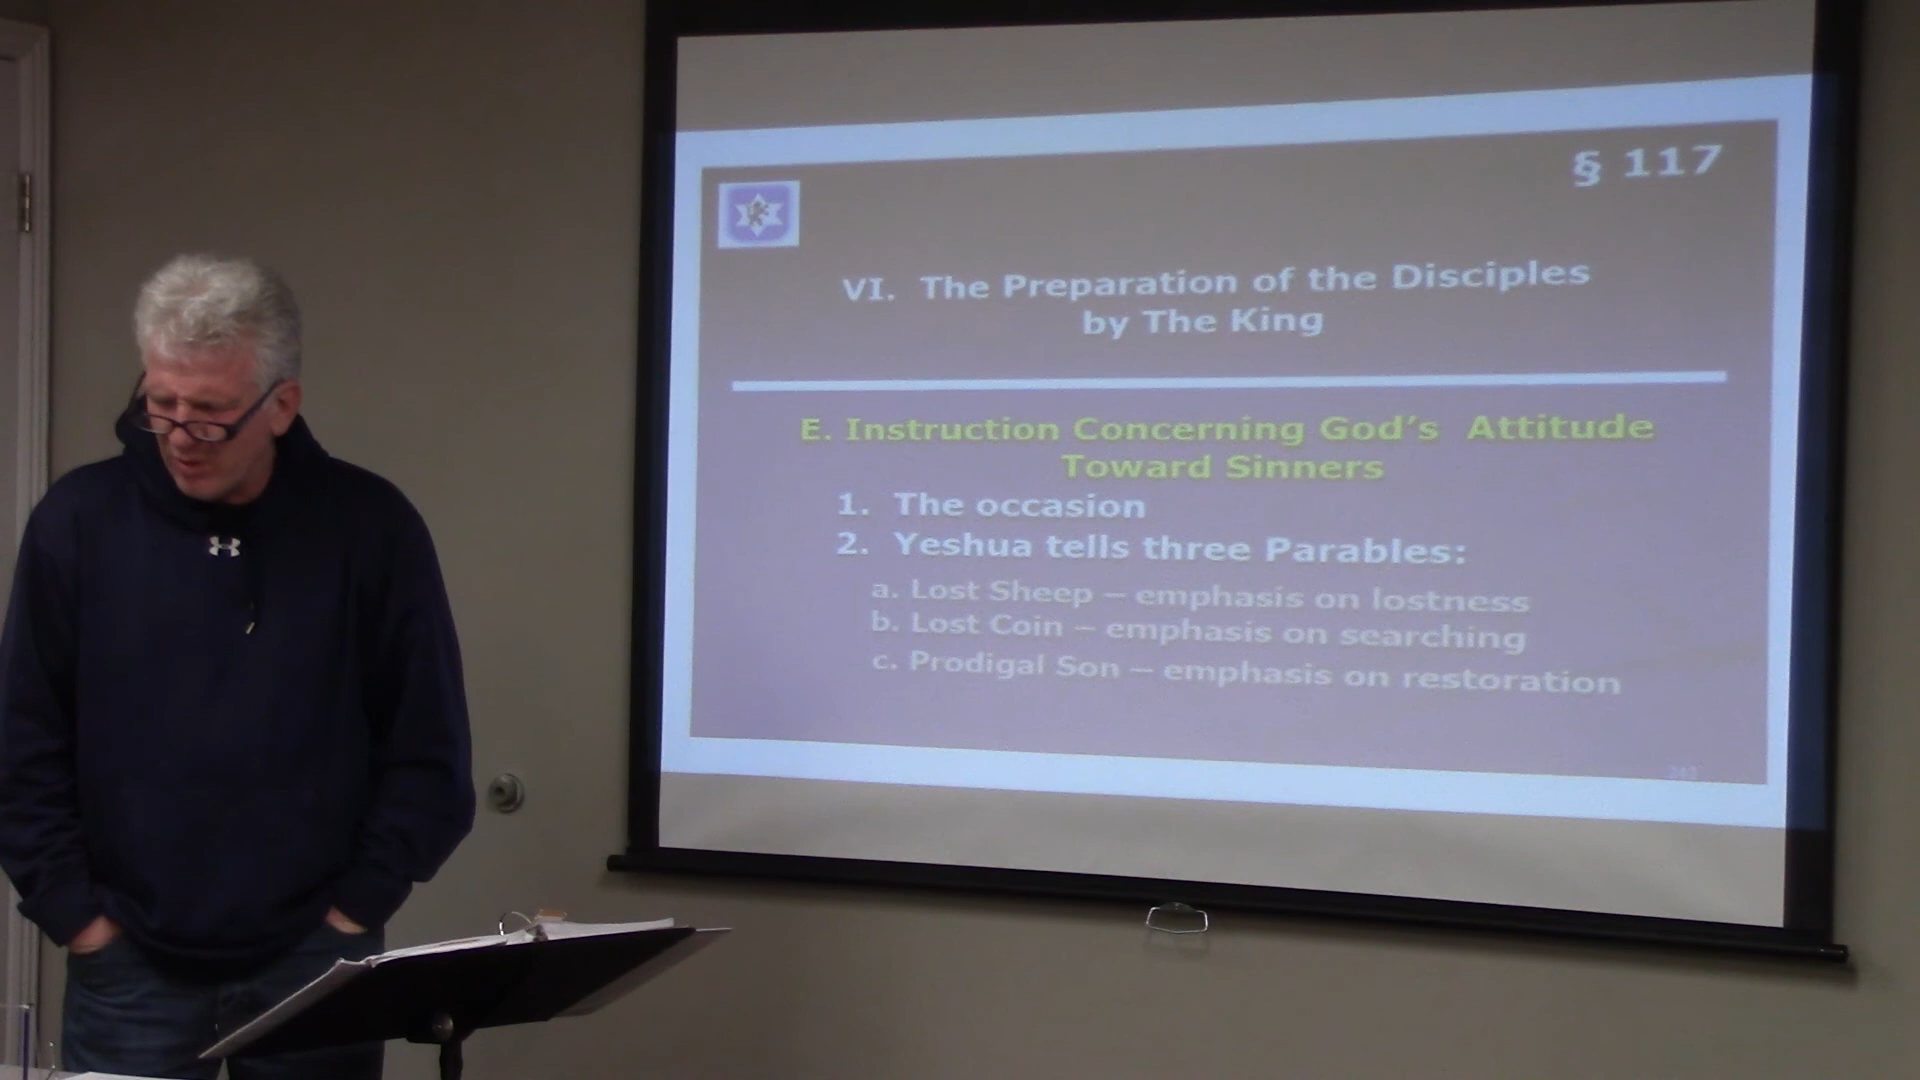 § 117
VI. The Preparation of the Disciples
by The King
E. Instruction Concerning God's Attitude
Toward Sinners
1. The occasion
2. Yeshua tells three Parables:
a. Lost Sheep – emphasis on lostness
b. Lost Coin – emphasis on searching
c. Prodigal Son – emphasis on restoration